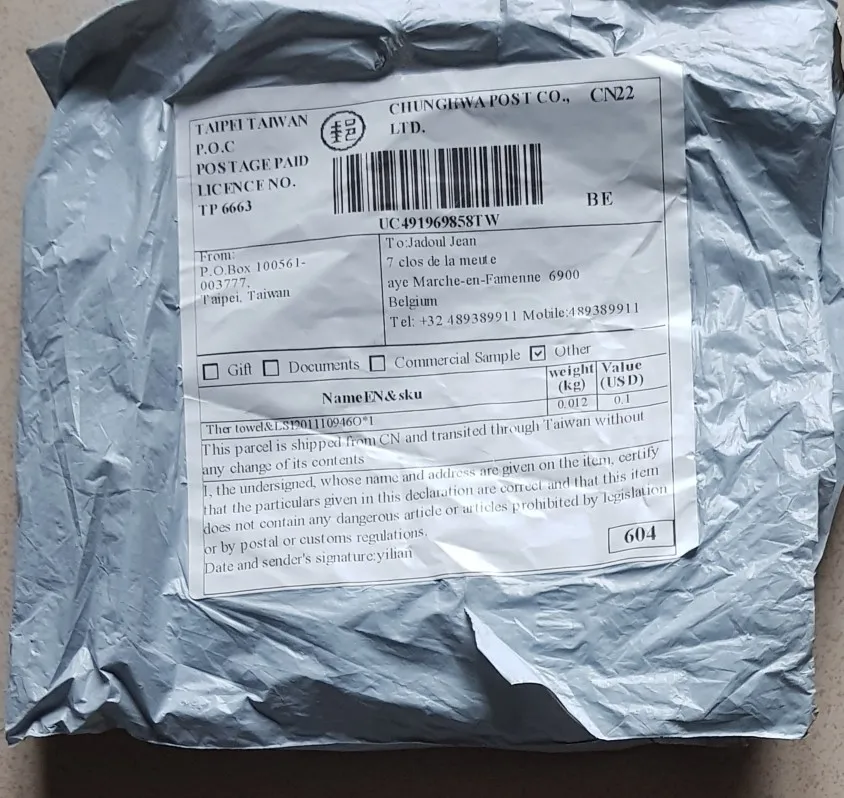 TAIPEI TAIWAN
P.O.C
POSTAGE PAID
LICENCE NO.
TP 6663
CHUNGHWA POST CO., CN22
LTD.
UC491969858TW
BE
From:
P.O.Box 100561-
003777,
Taipei, Taiwan
To:Jadoul Jean
7 clos de la meute
aye Marche-en-Famenne 6900
Belgium
Tel: +32 489389911 Mobile:489389911
Gift Documents Commercial Sample Other
NameEN&sku weight (kg) Value (USD)
Ther towel&LS1201110946O*1 0.012 0.1
This parcel is shipped from CN and transited through Taiwan without
any change of its contents
I, the undersigned, whose name and address are given on the item, certify
that the particulars given in this declaration are correct and that this item
does not contain any dangerous article or articles prohibited by legislation
or by postal or customs regulations.
Date and sender's signature:yilian
604